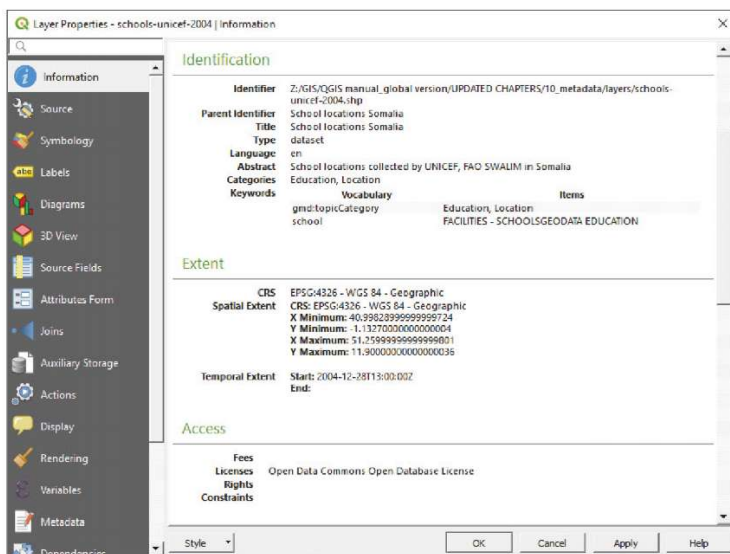 Layer Properties - schools-unicef-2004 | Information
Information
Source
Symbology
abc Labels
Diagrams
3D View
Source Fields
Attributes Form
Joins
Auxiliary Storage
Actions
Display
Rendering
Variables
Metadata
Dependencies
Identification
Identifier Z:/GIS/QGIS manual_global version/UPDATED CHAPTERS/10_metadata/layers/schools-
unicef-2004.shp
Parent Identifier School locations Somalia
Title School locations Somalia
Type dataset
Language en
Abstract School locations collected by UNICEF, FAO SWALIM in Somalia
Categories Education, Location
Keywords Vocabulary Items
gmd:topicCategory Education, Location
school FACILITIES - SCHOOLSGEODATA EDUCATION
Extent
CRS EPSG:4326 - WGS 84 - Geographic
Spatial Extent CRS: EPSG:4326 - WGS 84 - Geographic
X Minimum: 40.99828999999999724
Y Minimum: -1.13270000000000004
X Maximum: 51.25999999999999801
Y Maximum: 11.90000000000000036
Temporal Extent Start: 2004-12-28T13:00:00Z
End:
Access
Fees
Licenses Open Data Commons Open Database License
Rights
Constraints
Style OK Cancel Apply Help